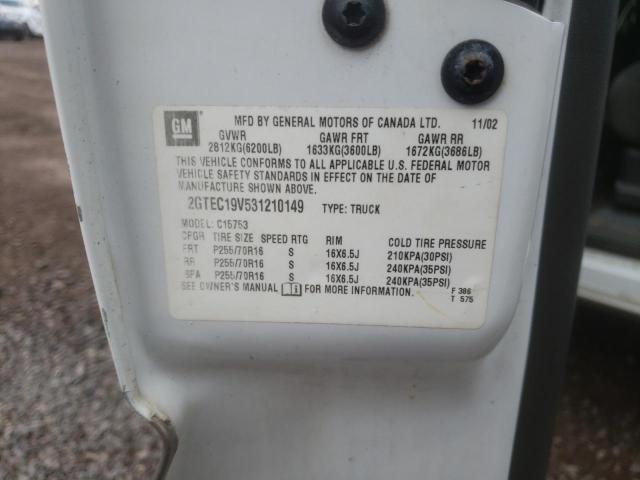 GM
MFD BY GENERAL MOTORS OF CANADA LTD. 11/02
GVWR GAWR FRT GAWR RR
2812KG(6200LB) 1633KG(3600LB) 1672KG(3686LB)
THIS VEHICLE CONFORMS TO ALL APPLICABLE U.S. FEDERAL MOTOR
VEHICLE SAFETY STANDARDS IN EFFECT ON THE DATE OF
MANUFACTURE SHOWN ABOVE.
2GTEC19V531210149 TYPE: TRUCK
MODEL: C15753
CPGR TIRE SIZE SPEED RTG RIM COLD TIRE PRESSURE
FRT P255/70R16 S 16X6.5J 210KPA(30PSI)
RR P255/70R16 S 16X6.5J 240KPA(35PSI)
SPA P255/70R16 S 16X6.5J 240KPA(35PSI)
SEE OWNER'S MANUAL FOR MORE INFORMATION.
F 386
T 575